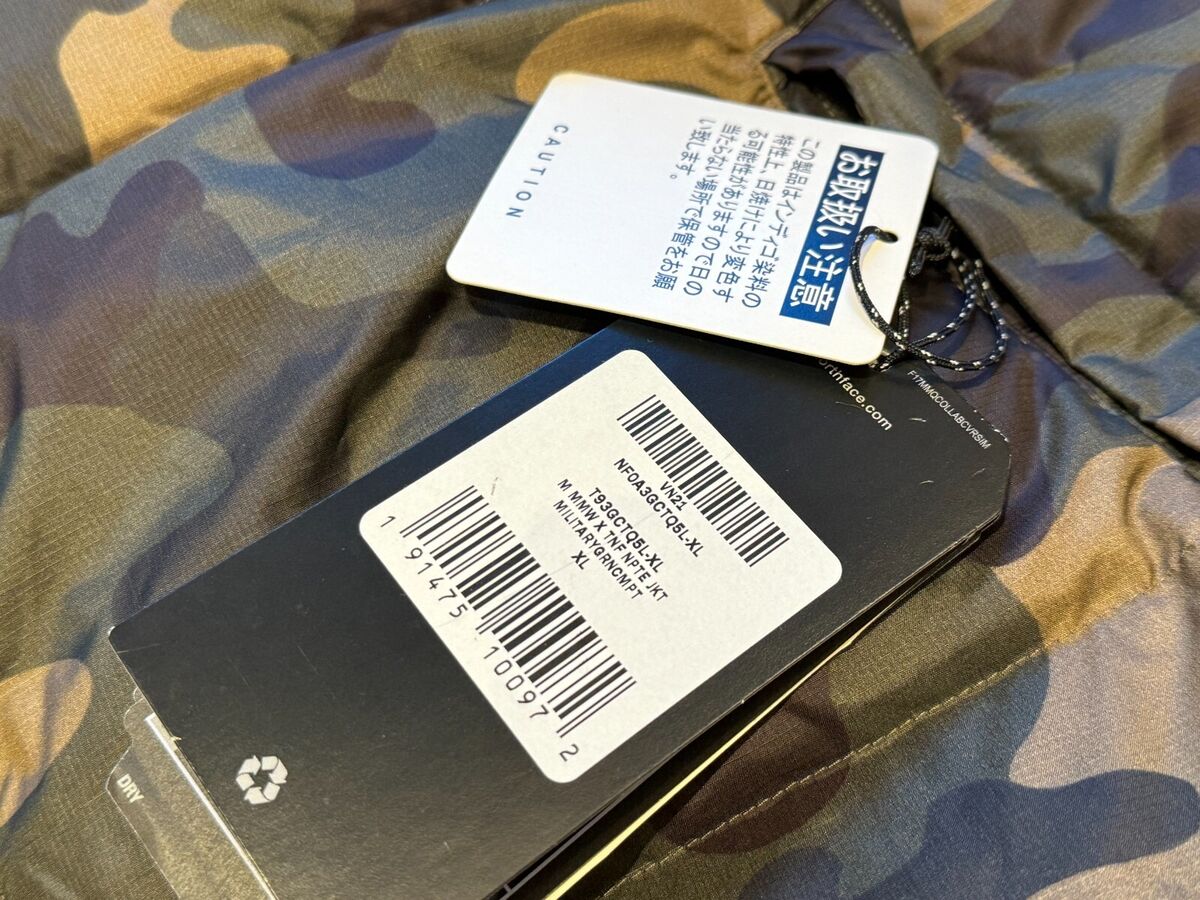 お取扱い注意
この製品はインディゴ染料の
特性上、日焼けにより変色す
る可能性がありますので日の
当たらない場所で保管をお願
い致します。
CAUTION
orthface.com
F17MMQCOLLABCVRSIM
VN21
NF0A3GCTQ5L-XL
T93GCTQ5L-XL
M MMW X TNF NPTE JKT
MILITARYGRNCMPT
XL
1 91475 10097 2
DRY